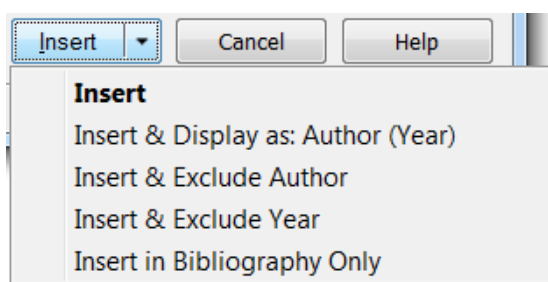 Insert Cancel Help
Insert
Insert & Display as: Author (Year)
Insert & Exclude Author
Insert & Exclude Year
Insert in Bibliography Only